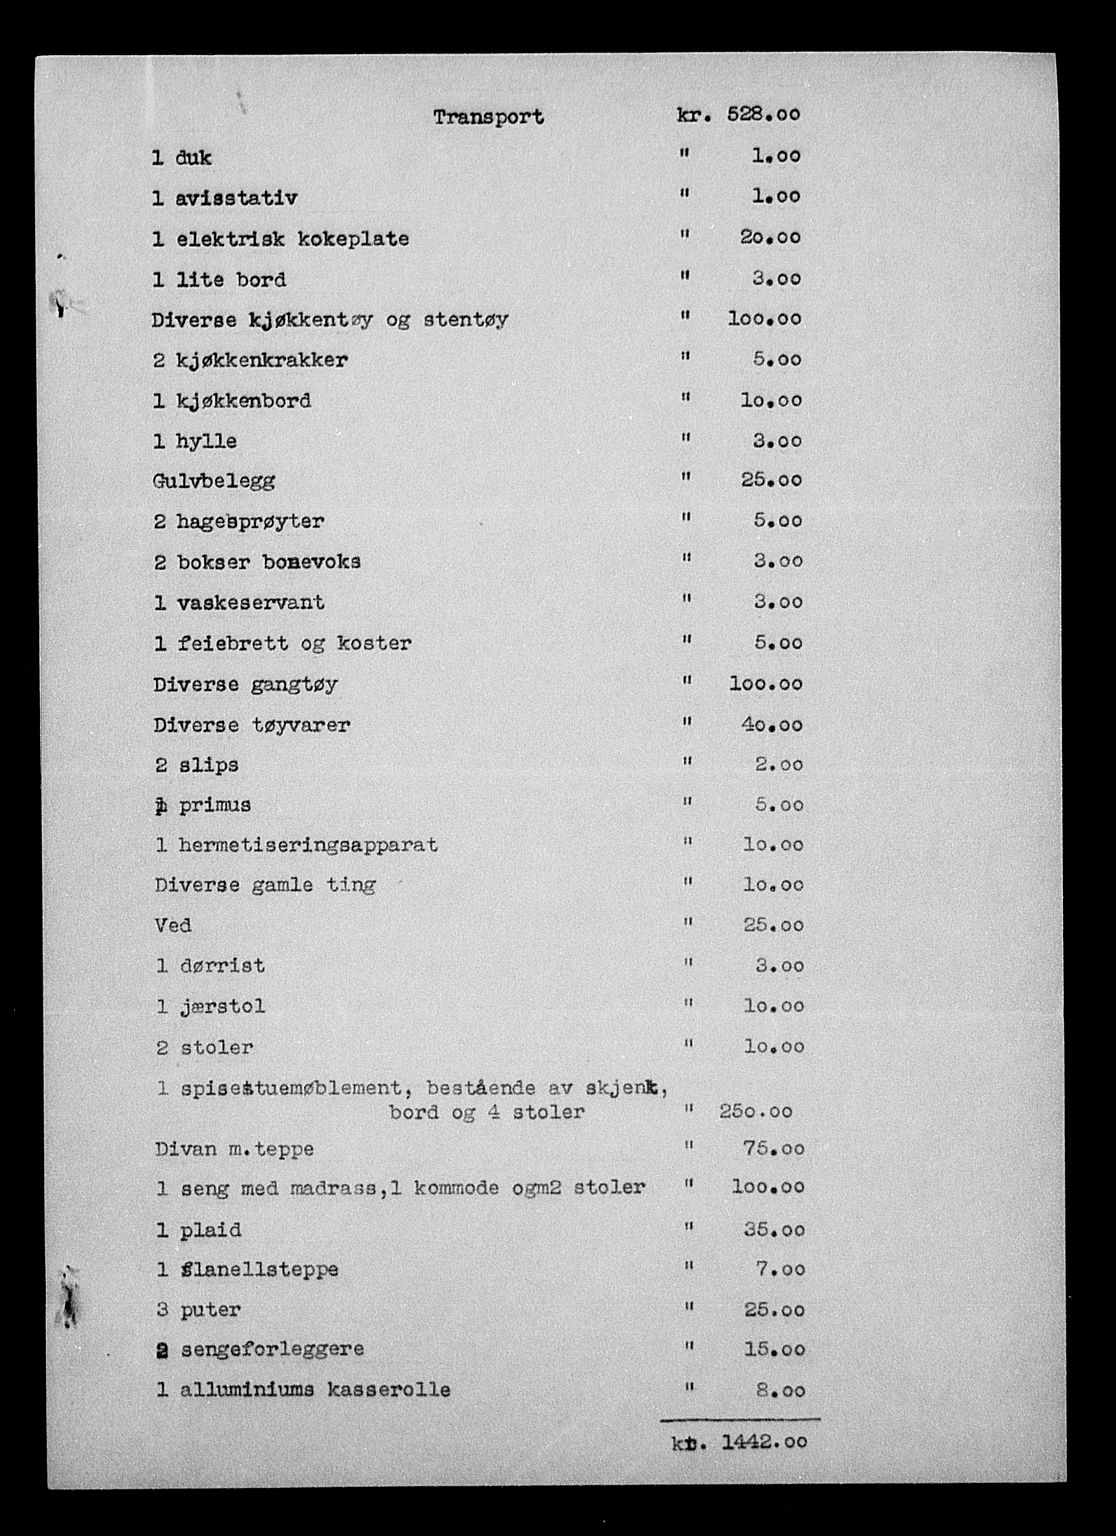 Transport kr. 528.oo
1 duk " 1.oo
1 avisstativ " 1.oo
1 elektrisk kokeplate " 2o.oo
1 lite bord " 3.oo
Diverse kjøkkentøy og stentøy " 1oo.oo
2 kjøkkenkrakker " 5.oo
1 kjøkkenbord " 1o.oo
1 hylle " 3.oo
Gulvbelegg " 25.oo
2 hagesprøyter " 5.oo
2 bokser bonevoks " 3.oo
1 vaskeservant " 3.oo
1 feiebrett og koster " 5.oo
Diverse gangtøy " 1oo.oo
Diverse tøyvarer " 4o.oo
2 slips " 2.oo
1 primus " 5.oo
1 hermetiseringsapparat " 1o.oo
Diverse gamle ting " 1o.oo
Ved " 25.oo
1 dørrist " 3.oo
1 jærstol " 1o.oo
2 stoler " 1o.oo
1 spisestuemøblement, bestående av skjenk,
bord og 4 stoler " 25o.oo
Divan m.teppe " 75.oo
1 seng med madrass,1 kommode ogm2 stoler " 1oo.oo
1 plaid " 35.oo
1 flanellsteppe " 7.oo
3 puter " 25.oo
2 sengeforleggere " 15.oo
1 alluminiums kasserolle " 8.oo
kr. 1442.oo